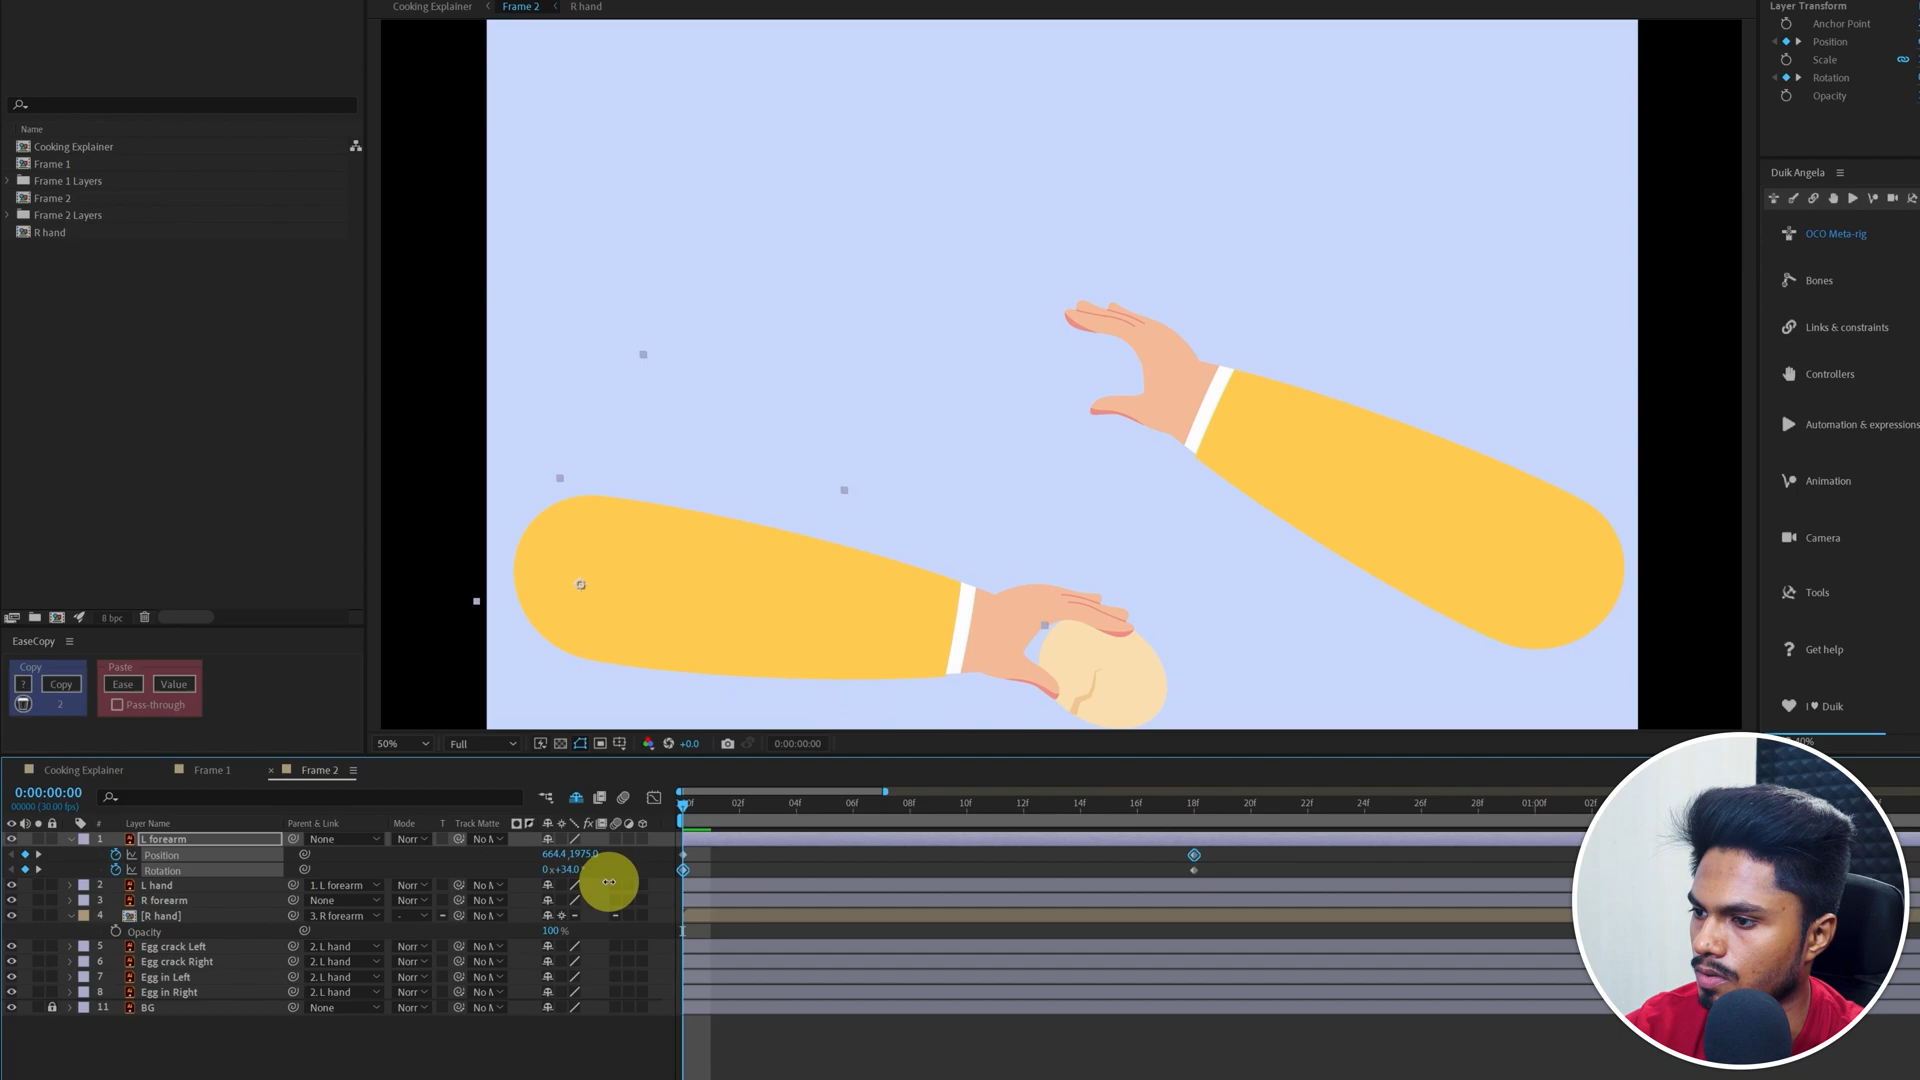 Cooking Explainer
Frame 2
R hand
Layer Transform
Anchor Point
Position
Scale
Rotation
Opacity
Name
Cooking Explainer
Frame 1
Frame 1 Layers
Frame 2
Frame 2 Layers
R hand
8 bpc
EaseCopy
Copy
Paste
? Copy Ease Value
2 Pass-through
Duik Angela
OCO Meta-rig
Bones
Links & constraints
Controllers
Automation & expressions
Animation
Camera
Tools
Get help
I ♥ Duik
50% Full +0.0 0:00:00:00
Cooking Explainer Frame 1 Frame 2
0:00:00:00
00000 (30.00 fps)
02f 04f 06f 08f 10f 12f 14f 16f 18f 20f 22f 24f 26f 28f 01:00f 02f
# Layer Name Parent & Link Mode T Track Matte fx
1 L forearm None Norr No M
Position 664.4,1975.0
Rotation 0x+34.0
2 L hand 1. L forearm Norr No M
3 R forearm None Norr No M
4 [R hand] 3. R forearm - No M
Opacity 100 %
5 Egg crack Left 2. L hand Norr No M
6 Egg crack Right 2. L hand Norr No M
7 Egg in Left 2. L hand Norr No M
8 Egg in Right 2. L hand Norr No M
11 BG None Norr No M